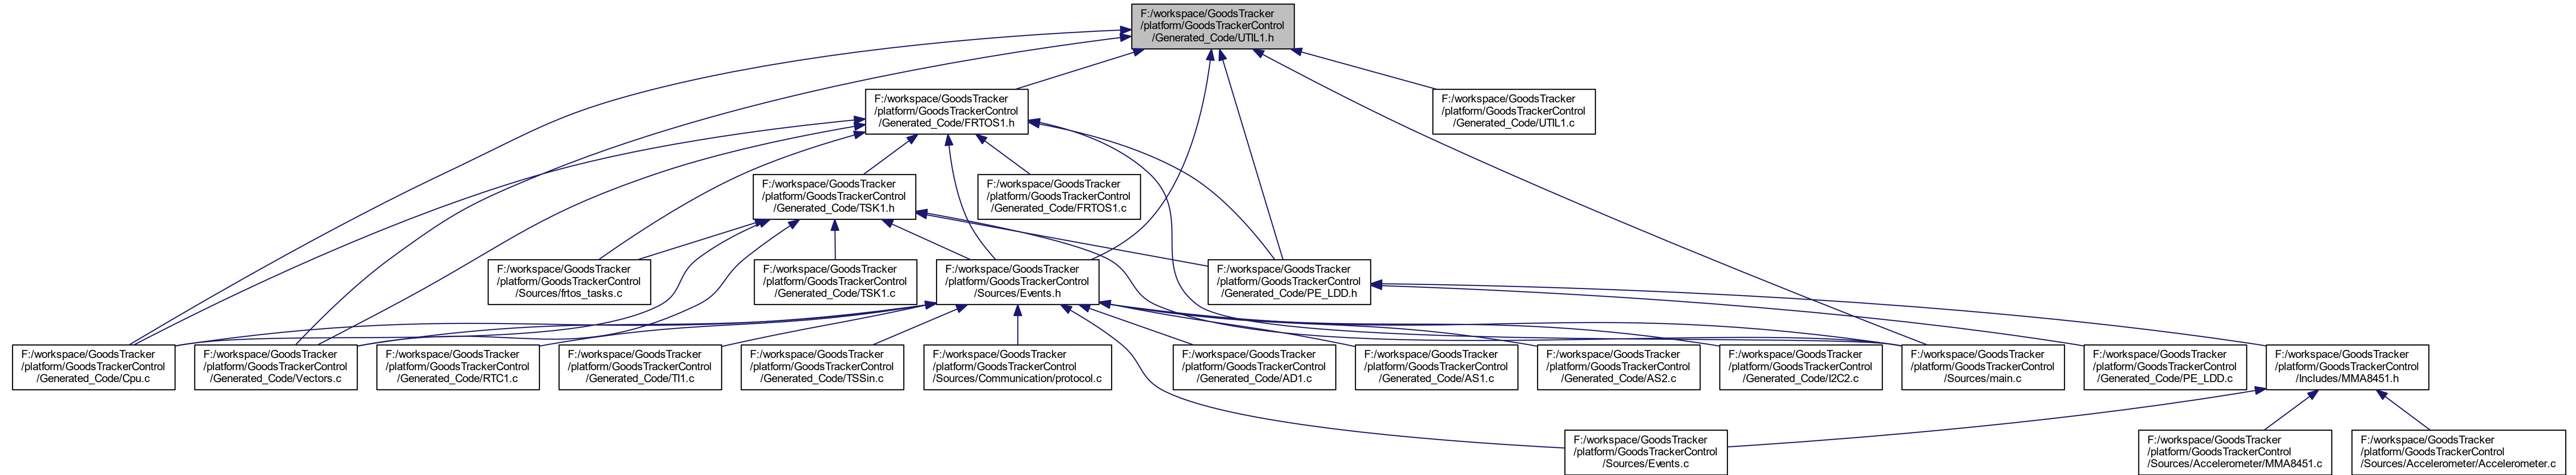 F:/workspace/GoodsTracker
/platform/GoodsTrackerControl
/Generated_Code/UTIL1.h
F:/workspace/GoodsTracker
/platform/GoodsTrackerControl
/Generated_Code/FRTOS1.h
F:/workspace/GoodsTracker
/platform/GoodsTrackerControl
/Generated_Code/UTIL1.c
F:/workspace/GoodsTracker
/platform/GoodsTrackerControl
/Generated_Code/TSK1.h
F:/workspace/GoodsTracker
/platform/GoodsTrackerControl
/Generated_Code/FRTOS1.c
F:/workspace/GoodsTracker
/platform/GoodsTrackerControl
/Sources/frtos_tasks.c
F:/workspace/GoodsTracker
/platform/GoodsTrackerControl
/Generated_Code/TSK1.c
F:/workspace/GoodsTracker
/platform/GoodsTrackerControl
/Sources/Events.h
F:/workspace/GoodsTracker
/platform/GoodsTrackerControl
/Generated_Code/PE_LDD.h
F:/workspace/GoodsTracker
/platform/GoodsTrackerControl
/Generated_Code/Cpu.c
F:/workspace/GoodsTracker
/platform/GoodsTrackerControl
/Generated_Code/Vectors.c
F:/workspace/GoodsTracker
/platform/GoodsTrackerControl
/Generated_Code/RTC1.c
F:/workspace/GoodsTracker
/platform/GoodsTrackerControl
/Generated_Code/TI1.c
F:/workspace/GoodsTracker
/platform/GoodsTrackerControl
/Generated_Code/TSSin.c
F:/workspace/GoodsTracker
/platform/GoodsTrackerControl
/Sources/Communication/protocol.c
F:/workspace/GoodsTracker
/platform/GoodsTrackerControl
/Generated_Code/AD1.c
F:/workspace/GoodsTracker
/platform/GoodsTrackerControl
/Generated_Code/AS1.c
F:/workspace/GoodsTracker
/platform/GoodsTrackerControl
/Generated_Code/AS2.c
F:/workspace/GoodsTracker
/platform/GoodsTrackerControl
/Generated_Code/I2C2.c
F:/workspace/GoodsTracker
/platform/GoodsTrackerControl
/Sources/main.c
F:/workspace/GoodsTracker
/platform/GoodsTrackerControl
/Generated_Code/PE_LDD.c
F:/workspace/GoodsTracker
/platform/GoodsTrackerControl
/Includes/MMA8451.h
F:/workspace/GoodsTracker
/platform/GoodsTrackerControl
/Sources/Events.c
F:/workspace/GoodsTracker
/platform/GoodsTrackerControl
/Sources/Accelerometer/MMA8451.c
F:/workspace/GoodsTracker
/platform/GoodsTrackerControl
/Sources/Accelerometer/Accelerometer.c